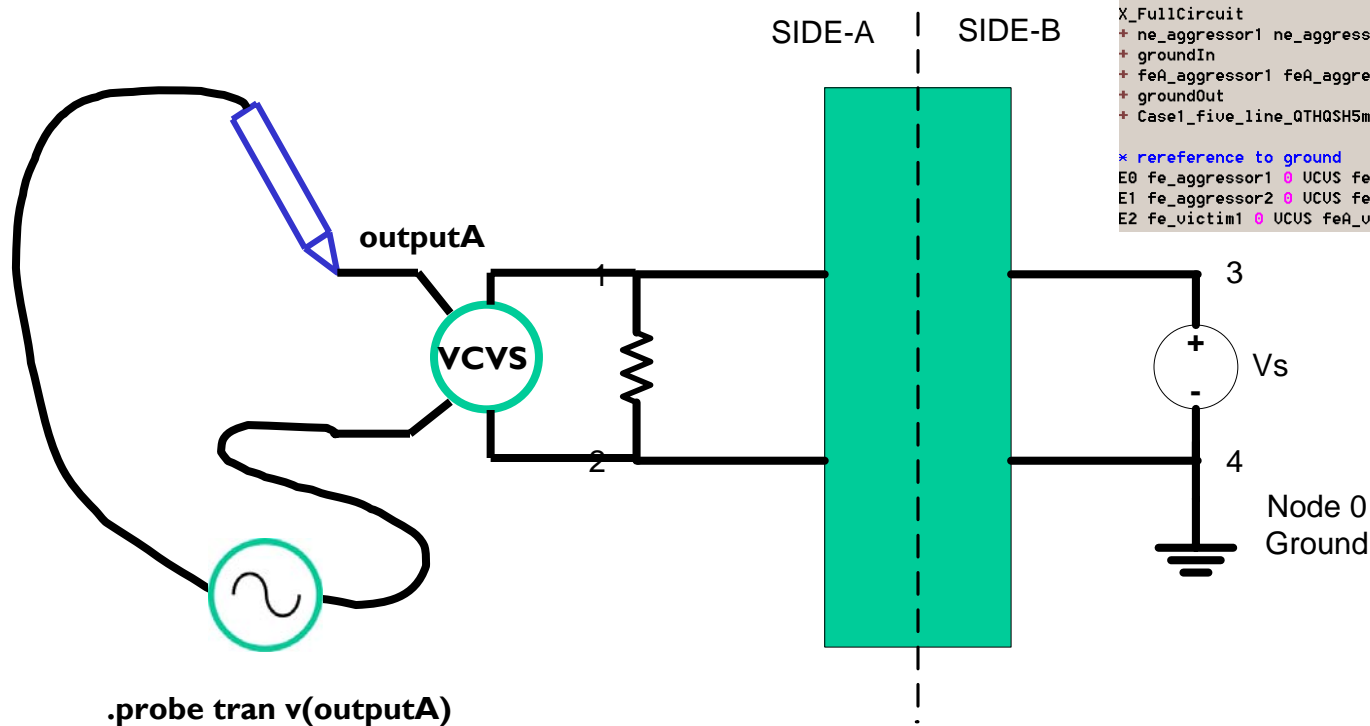 SIDE-A
SIDE-B
X_FullCircuit
+ ne_aggressor1 ne_aggress
+ groundIn
+ feA_aggressor1 feA_aggre
+ groundOut
+ Case1_five_line_QTHQSH5m
* rereference to ground
E0 fe_aggressor1 0 VCVS fe
E1 fe_aggressor2 0 VCVS fe
E2 fe_victim1 0 VCVS feA_v
outputA
1
3
VCVS
+
Vs
-
2
4
Node 0
Ground
.probe tran v(outputA)